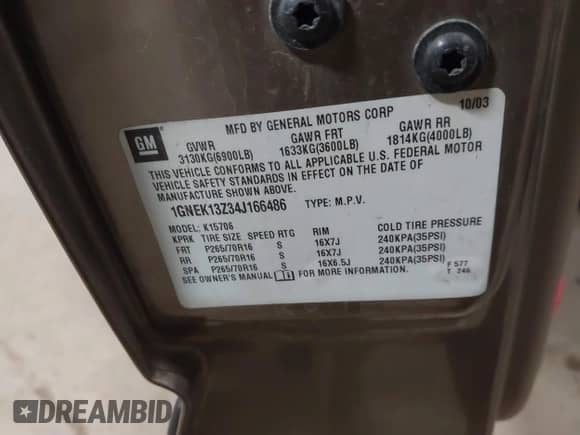 10/03
MFD BY GENERAL MOTORS CORP
GM
GVWR GAWR FRT GAWR RR
3130KG(6900LB) 1633KG(3600LB) 1814KG(4000LB)
THIS VEHICLE CONFORMS TO ALL APPLICABLE U.S. FEDERAL MOTOR
VEHICLE SAFETY STANDARDS IN EFFECT ON THE DATE OF
MANUFACTURE SHOWN ABOVE.
1GNEK13Z34J166486 TYPE: M.P.V.
MODEL: K15706
KPRK TIRE SIZE SPEED RTG RIM COLD TIRE PRESSURE
FRT P265/70R16 S 16X7J 240KPA(35PSI)
RR P265/70R16 S 16X7J 240KPA(35PSI)
SPA P265/70R16 S 16X6.5J 240KPA(35PSI)
SEE OWNER'S MANUAL FOR MORE INFORMATION.
F 577
T 246
DREAMBID